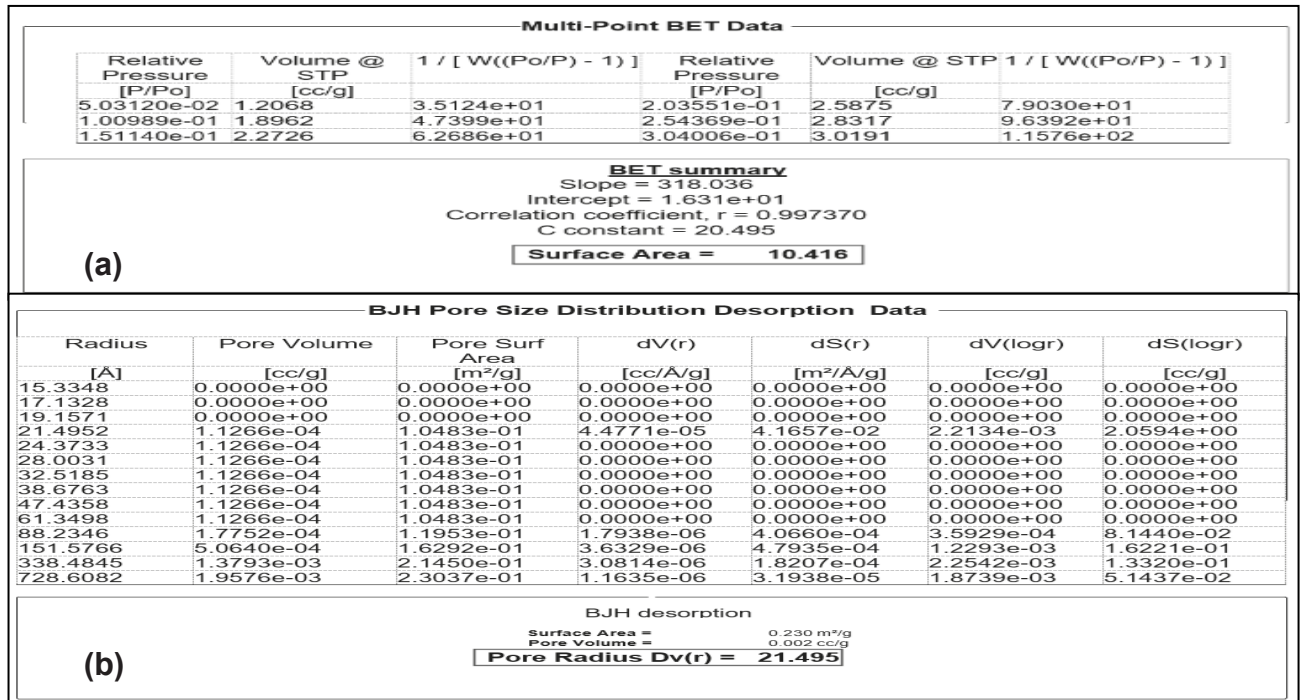 Multi-Point BET Data
Relative Pressure Volume @ STP 1 / [ W((Po/P) - 1) ] Relative Pressure Volume @ STP 1 / [ W((Po/P) - 1) ]
[P/Po] [cc/g] [P/Po] [cc/g]
5.03120e-02 1.2068 3.5124e+01 2.03551e-01 2.5875 7.9030e+01
1.00989e-01 1.8962 4.7399e+01 2.54369e-01 2.8317 9.6392e+01
1.51140e-01 2.2726 6.2686e+01 3.04006e-01 3.0191 1.1576e+02
BET summary
Slope = 318.036
Intercept = 1.631e+01
Correlation coefficient, r = 0.997370
C constant = 20.495
Surface Area = 10.416
(a)
BJH Pore Size Distribution Desorption Data
Radius Pore Volume Pore Surf Area dV(r) dS(r) dV(logr) dS(logr)
[Å] [cc/g] [m²/g] [cc/Å/g] [m²/Å/g] [cc/g] [cc/g]
15.3348 0.0000e+00 0.0000e+00 0.0000e+00 0.0000e+00 0.0000e+00 0.0000e+00
17.1328 0.0000e+00 0.0000e+00 0.0000e+00 0.0000e+00 0.0000e+00 0.0000e+00
19.1571 0.0000e+00 0.0000e+00 0.0000e+00 0.0000e+00 0.0000e+00 0.0000e+00
21.4952 1.1266e-04 1.0483e-01 4.4771e-05 4.1657e-02 2.2134e-03 2.0594e+00
24.3733 1.1266e-04 1.0483e-01 0.0000e+00 0.0000e+00 0.0000e+00 0.0000e+00
28.0031 1.1266e-04 1.0483e-01 0.0000e+00 0.0000e+00 0.0000e+00 0.0000e+00
32.5185 1.1266e-04 1.0483e-01 0.0000e+00 0.0000e+00 0.0000e+00 0.0000e+00
38.6763 1.1266e-04 1.0483e-01 0.0000e+00 0.0000e+00 0.0000e+00 0.0000e+00
47.4358 1.1266e-04 1.0483e-01 0.0000e+00 0.0000e+00 0.0000e+00 0.0000e+00
61.3498 1.1266e-04 1.0483e-01 0.0000e+00 0.0000e+00 0.0000e+00 0.0000e+00
88.2346 1.7752e-04 1.1953e-01 1.7938e-06 4.0660e-04 3.5929e-04 8.1440e-02
151.5766 5.0640e-04 1.6292e-01 3.6329e-06 4.7935e-04 1.2293e-03 1.6221e-01
338.4845 1.3793e-03 2.1450e-01 3.0814e-06 1.8207e-04 2.2542e-03 1.3320e-01
728.6082 1.9576e-03 2.3037e-01 1.1635e-06 3.1938e-05 1.8739e-03 5.1437e-02
BJH desorption
Surface Area = 0.230 m²/g
Pore Volume = 0.002 cc/g
Pore Radius Dv(r) = 21.495
(b)